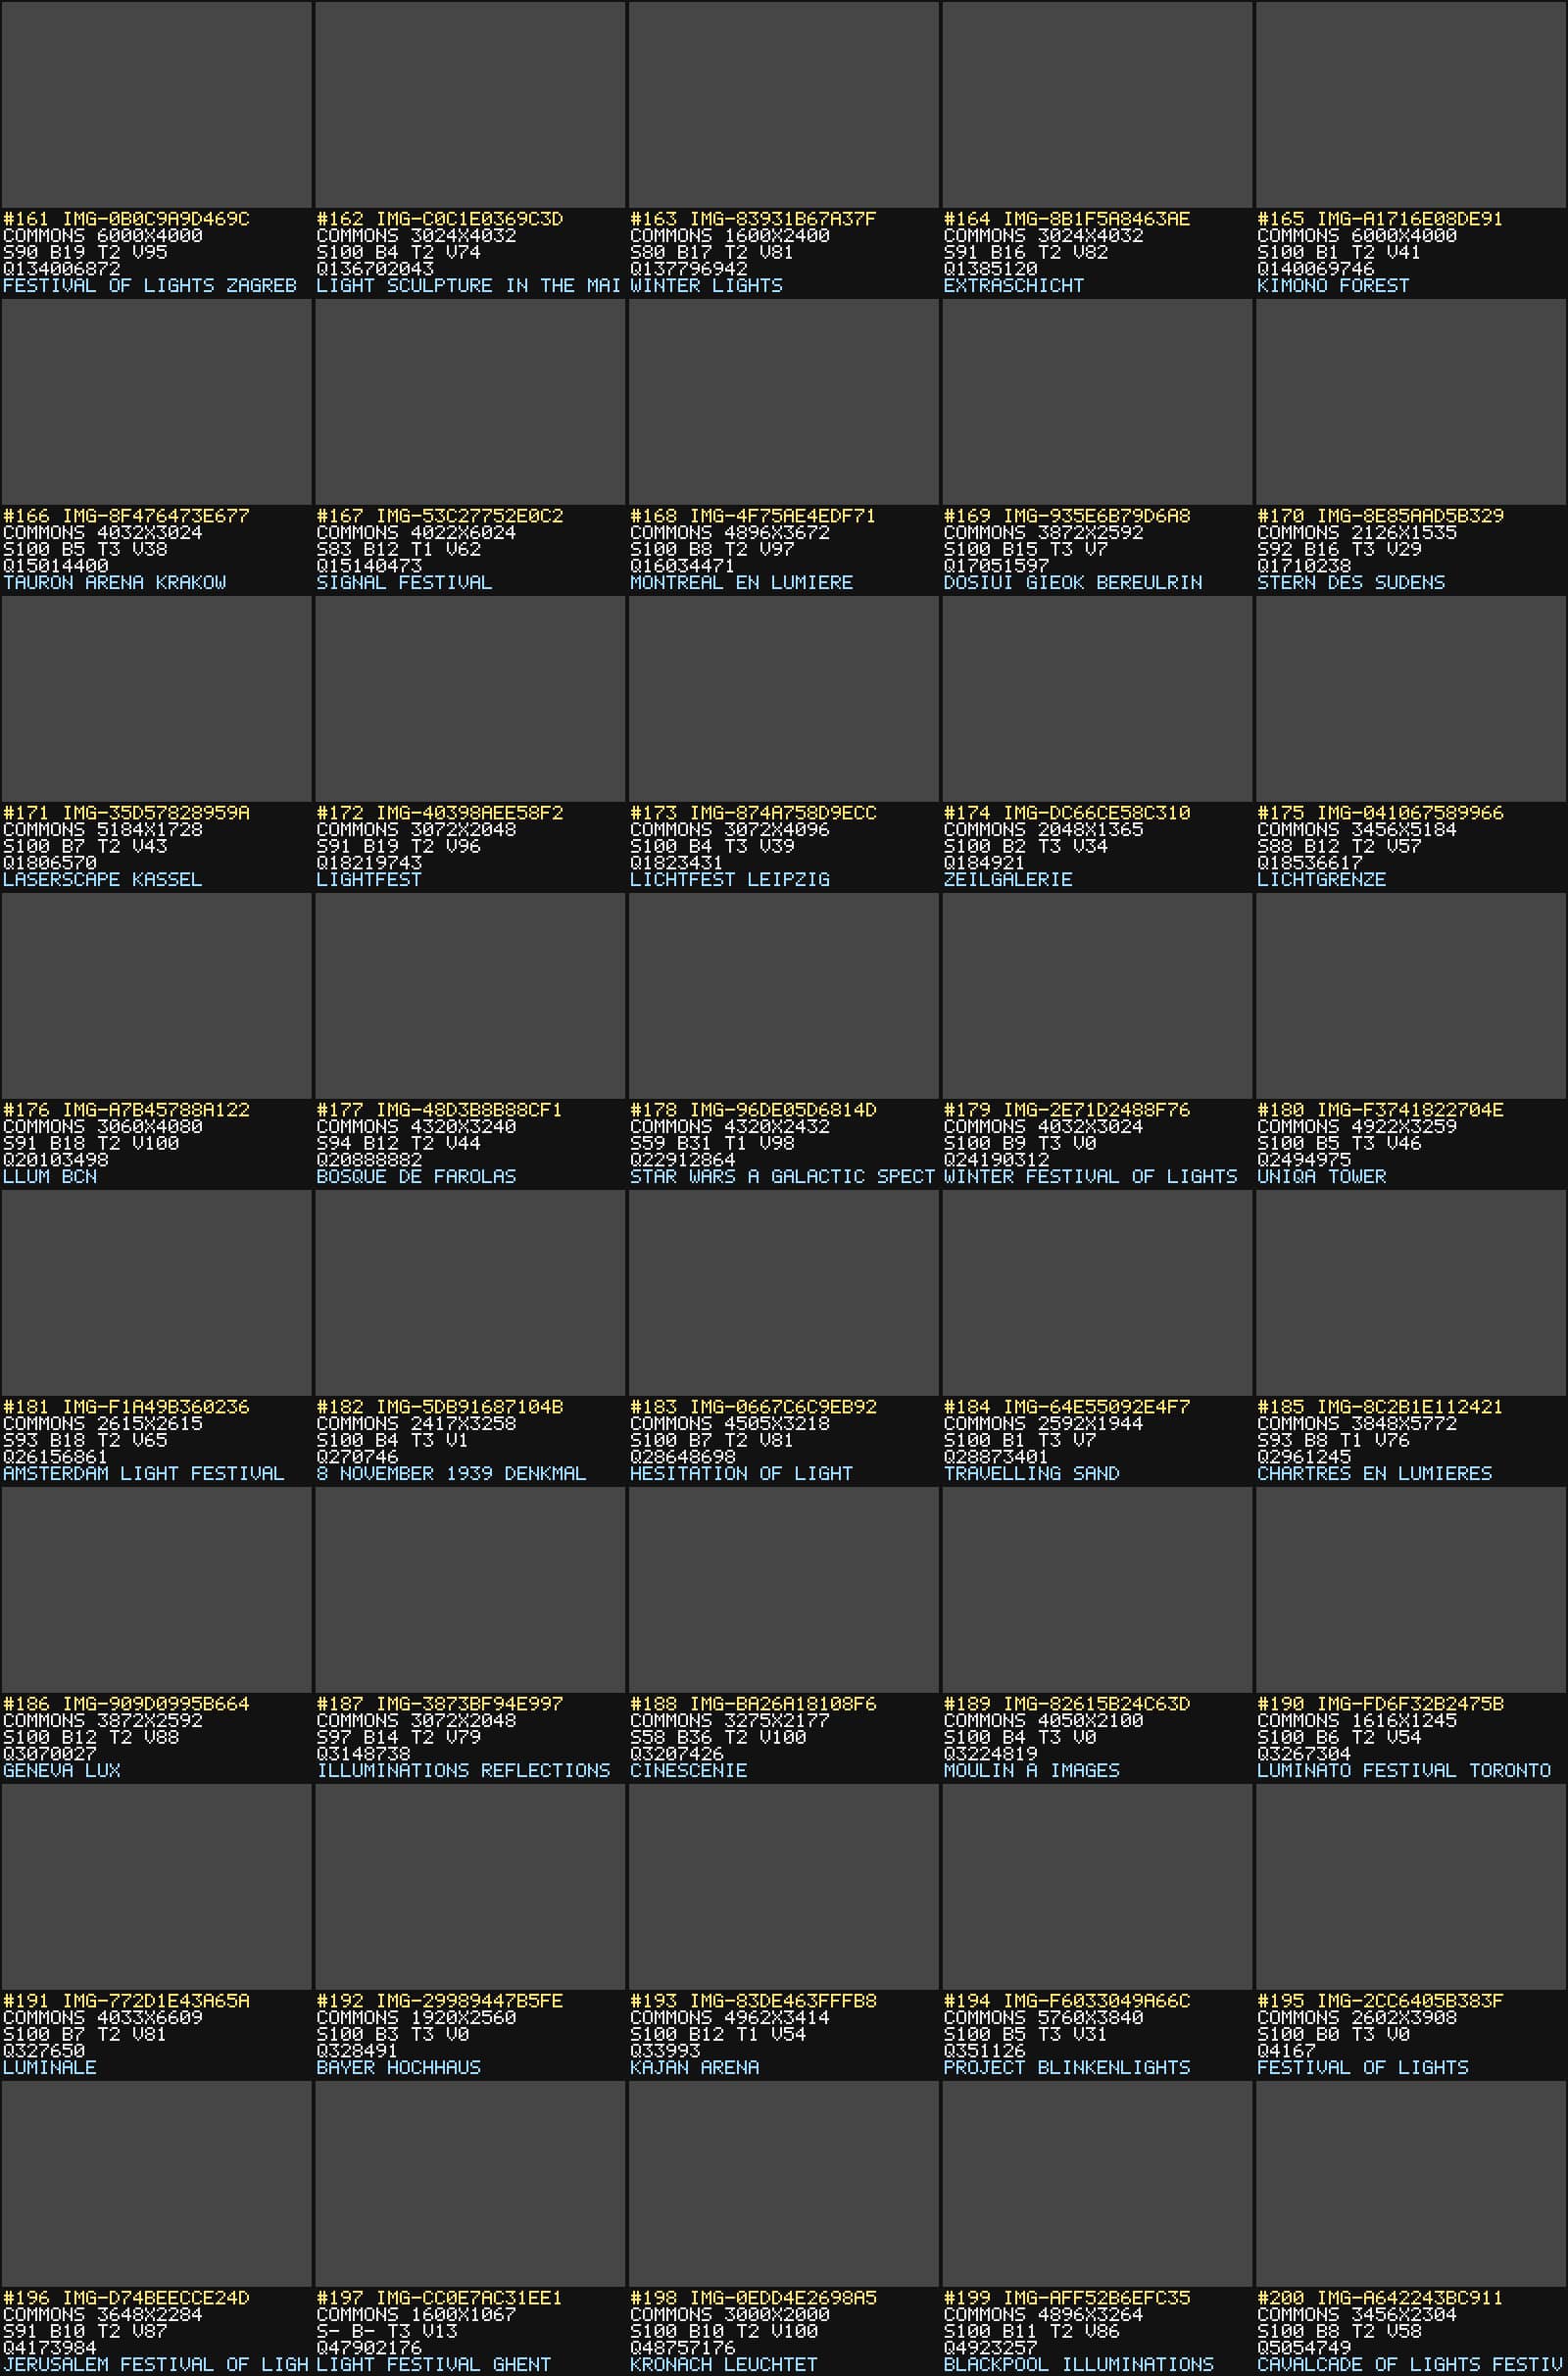 #161 IMG-0B0C9A9D469C
COMMONS 6000X4000
S90 B19 T2 V95
Q134006872
FESTIVAL OF LIGHTS ZAGREB
#162 IMG-C0C1E0369C3D
COMMONS 3024X4032
S100 B4 T2 V74
Q136702043
LIGHT SCULPTURE IN THE MAI
#163 IMG-83931B67A37F
COMMONS 1600X2400
S80 B17 T2 V81
Q137796942
WINTER LIGHTS
#164 IMG-8B1F5A8463AE
COMMONS 3024X4032
S91 B16 T2 V82
Q1385120
EXTRASCHICHT
#165 IMG-A1716E08DE91
COMMONS 6000X4000
S100 B1 T2 V41
Q140069746
KIMONO FOREST
#166 IMG-8F476473E677
COMMONS 4032X3024
S100 B5 T3 V38
Q15014400
TAURON ARENA KRAKOW
#167 IMG-53C27752E0C2
COMMONS 4022X6024
S83 B12 T1 V62
Q15140473
SIGNAL FESTIVAL
#168 IMG-4F75AE4EDF71
COMMONS 4896X3672
S100 B8 T2 V97
Q16034471
MONTREAL EN LUMIERE
#169 IMG-935E6B79D6A8
COMMONS 3872X2592
S100 B15 T3 V7
Q17051597
DOSIUI GIEOK BEREULRIN
#170 IMG-8E85AAD5B329
COMMONS 2126X1535
S92 B16 T3 V29
Q1710238
STERN DES SUDENS
#171 IMG-35D57828959A
COMMONS 5184X1728
S100 B7 T2 V43
Q1806570
LASERSCAPE KASSEL
#172 IMG-40398AEE58F2
COMMONS 3072X2048
S91 B19 T2 V96
Q18219743
LIGHTFEST
#173 IMG-874A758D9ECC
COMMONS 3072X4096
S100 B4 T3 V39
Q1823431
LICHTFEST LEIPZIG
#174 IMG-DC66CE58C310
COMMONS 2048X1365
S100 B2 T3 V34
Q184921
ZEILGALERIE
#175 IMG-041067589966
COMMONS 3456X5184
S88 B12 T2 V57
Q18536617
LICHTGRENZE
#176 IMG-A7B45788A122
COMMONS 3060X4080
S91 B18 T2 V100
Q20103498
LLUM BCN
#177 IMG-48D3B8B88CF1
COMMONS 4320X3240
S94 B12 T2 V44
Q20888882
BOSQUE DE FAROLAS
#178 IMG-96DE05D6814D
COMMONS 4320X2432
S59 B31 T1 V98
Q22912864
STAR WARS A GALACTIC SPECT
#179 IMG-2E71D2488F76
COMMONS 4032X3024
S100 B9 T3 V0
Q24190312
WINTER FESTIVAL OF LIGHTS
#180 IMG-F3741822704E
COMMONS 4922X3259
S100 B5 T3 V46
Q2494975
UNIQA TOWER
#181 IMG-F1A49B360236
COMMONS 2615X2615
S93 B18 T2 V65
Q26156861
AMSTERDAM LIGHT FESTIVAL
#182 IMG-5DB91687104B
COMMONS 2417X3258
S100 B4 T3 V1
Q270746
8 NOVEMBER 1939 DENKMAL
#183 IMG-0667C6C9EB92
COMMONS 4505X3218
S100 B7 T2 V81
Q28648698
HESITATION OF LIGHT
#184 IMG-64E55092E4F7
COMMONS 2592X1944
S100 B1 T3 V7
Q28873401
TRAVELLING SAND
#185 IMG-8C2B1E112421
COMMONS 3848X5772
S93 B8 T1 V76
Q2961245
CHARTRES EN LUMIERES
#186 IMG-909D0995B664
COMMONS 3872X2592
S100 B12 T2 V88
Q3070027
GENEVA LUX
#187 IMG-3873BF94E997
COMMONS 3072X2048
S97 B14 T2 V79
Q3148738
ILLUMINATIONS REFLECTIONS
#188 IMG-BA26A18108F6
COMMONS 3275X2177
S58 B36 T2 V100
Q3207426
CINESCENIE
#189 IMG-82615B24C63D
COMMONS 4050X2100
S100 B4 T3 V0
Q3224819
MOULIN A IMAGES
#190 IMG-FD6F32B2475B
COMMONS 1616X1245
S100 B6 T2 V54
Q3267304
LUMINATO FESTIVAL TORONTO
#191 IMG-772D1E43A65A
COMMONS 4033X6609
S100 B7 T2 V81
Q327650
LUMINALE
#192 IMG-29989447B5FE
COMMONS 1920X2560
S100 B3 T3 V0
Q328491
BAYER HOCHHAUS
#193 IMG-83DE463FFFB8
COMMONS 4962X3414
S100 B12 T1 V54
Q33993
KAJAN ARENA
#194 IMG-F6033049A66C
COMMONS 5760X3840
S100 B5 T3 V31
Q351126
PROJECT BLINKENLIGHTS
#195 IMG-2CC6405B383F
COMMONS 2602X3908
S100 B0 T3 V0
Q4167
FESTIVAL OF LIGHTS
#196 IMG-D74BEECCE24D
COMMONS 3648X2284
S91 B10 T2 V87
Q4173984
JERUSALEM FESTIVAL OF LIGH
#197 IMG-CC0E7AC31EE1
COMMONS 1600X1067
S- B- T3 V13
Q47902176
LIGHT FESTIVAL GHENT
#198 IMG-0EDD4E2698A5
COMMONS 3000X2000
S100 B10 T2 V100
Q48757176
KRONACH LEUCHTET
#199 IMG-AFF52B6EFC35
COMMONS 4896X3264
S100 B11 T2 V86
Q4923257
BLACKPOOL ILLUMINATIONS
#200 IMG-A642243BC911
COMMONS 3456X2304
S100 B8 T2 V58
Q5054749
CAVALCADE OF LIGHTS FESTIV